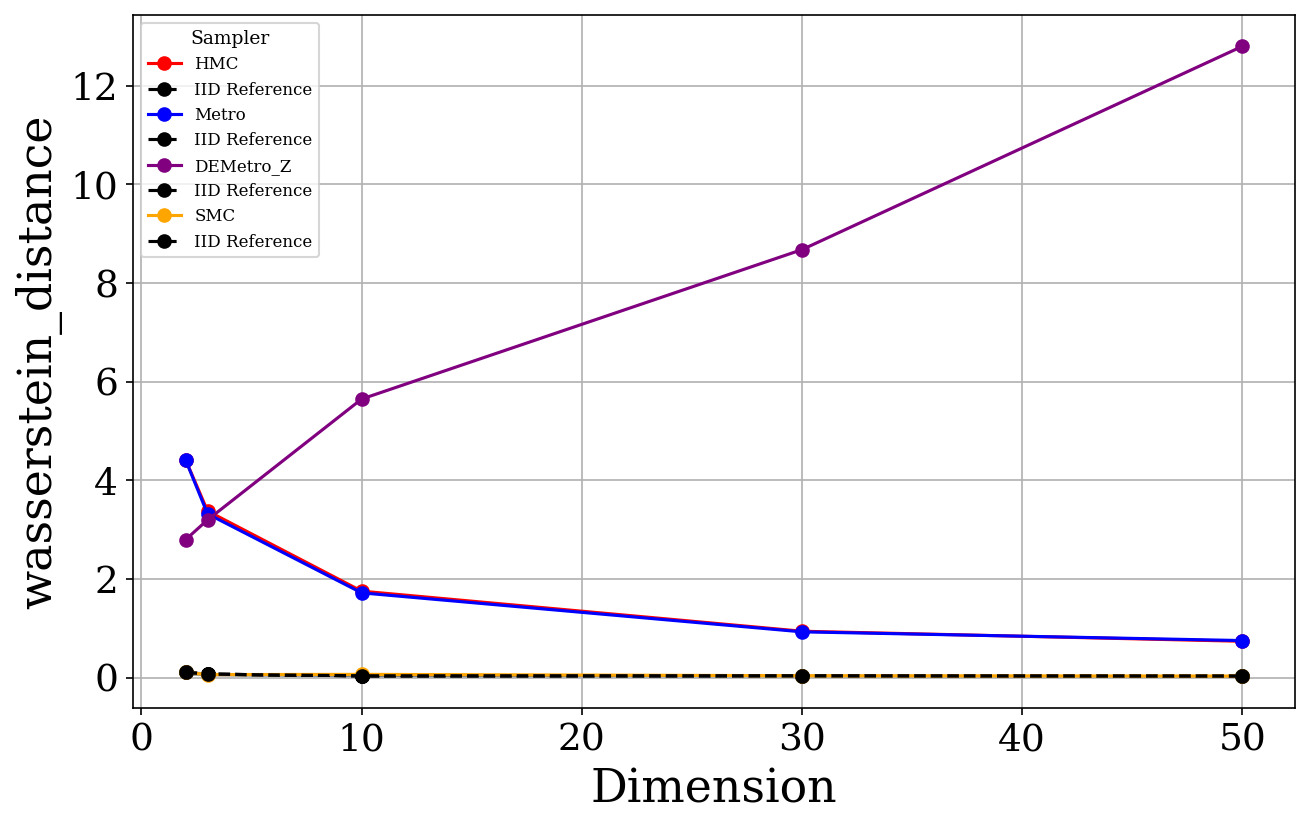 Sampler
HMC
IID Reference
Metro
IID Reference
DEMetro_Z
IID Reference
SMC
IID Reference
wasserstein_distance
12
10
8
6
4
2
0
0 10 20 30 40 50
Dimension